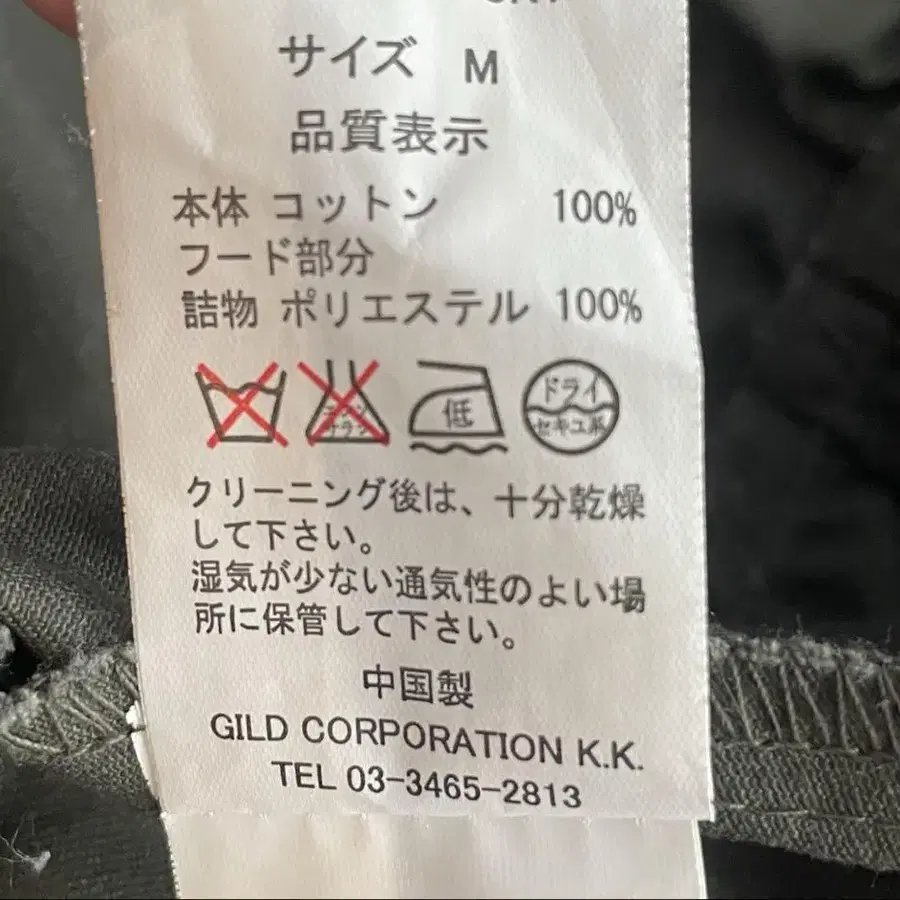 サイズ M
品質表示
本体 コットン 100%
フード部分
詰物 ポリエステル 100%
低 ドライ
セキユ系
クリーニング後は、十分乾燥
して下さい。
湿気が少ない通気性のよい場
所に保管して下さい。
中国製
GILD CORPORATION K.K.
TEL 03-3465-2813